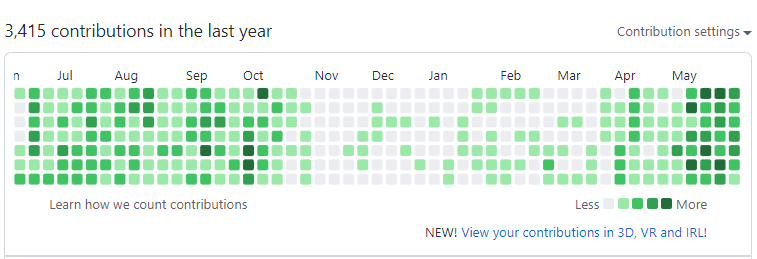 3,415 contributions in the last year
Contribution settings
n Jul Aug Sep Oct Nov Dec Jan Feb Mar Apr May
Learn how we count contributions
Less More
NEW! View your contributions in 3D, VR and IRL!